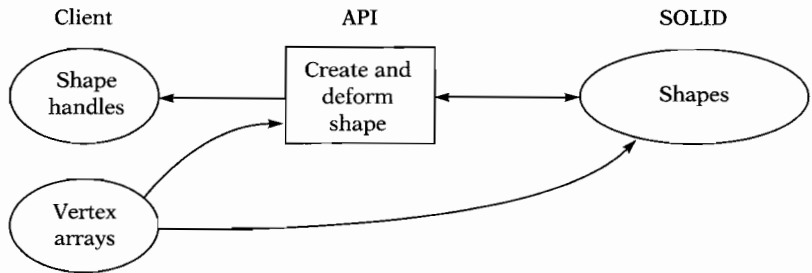 Client
API
SOLID
Shape
handles
Create and
deform
shape
Shapes
Vertex
arrays